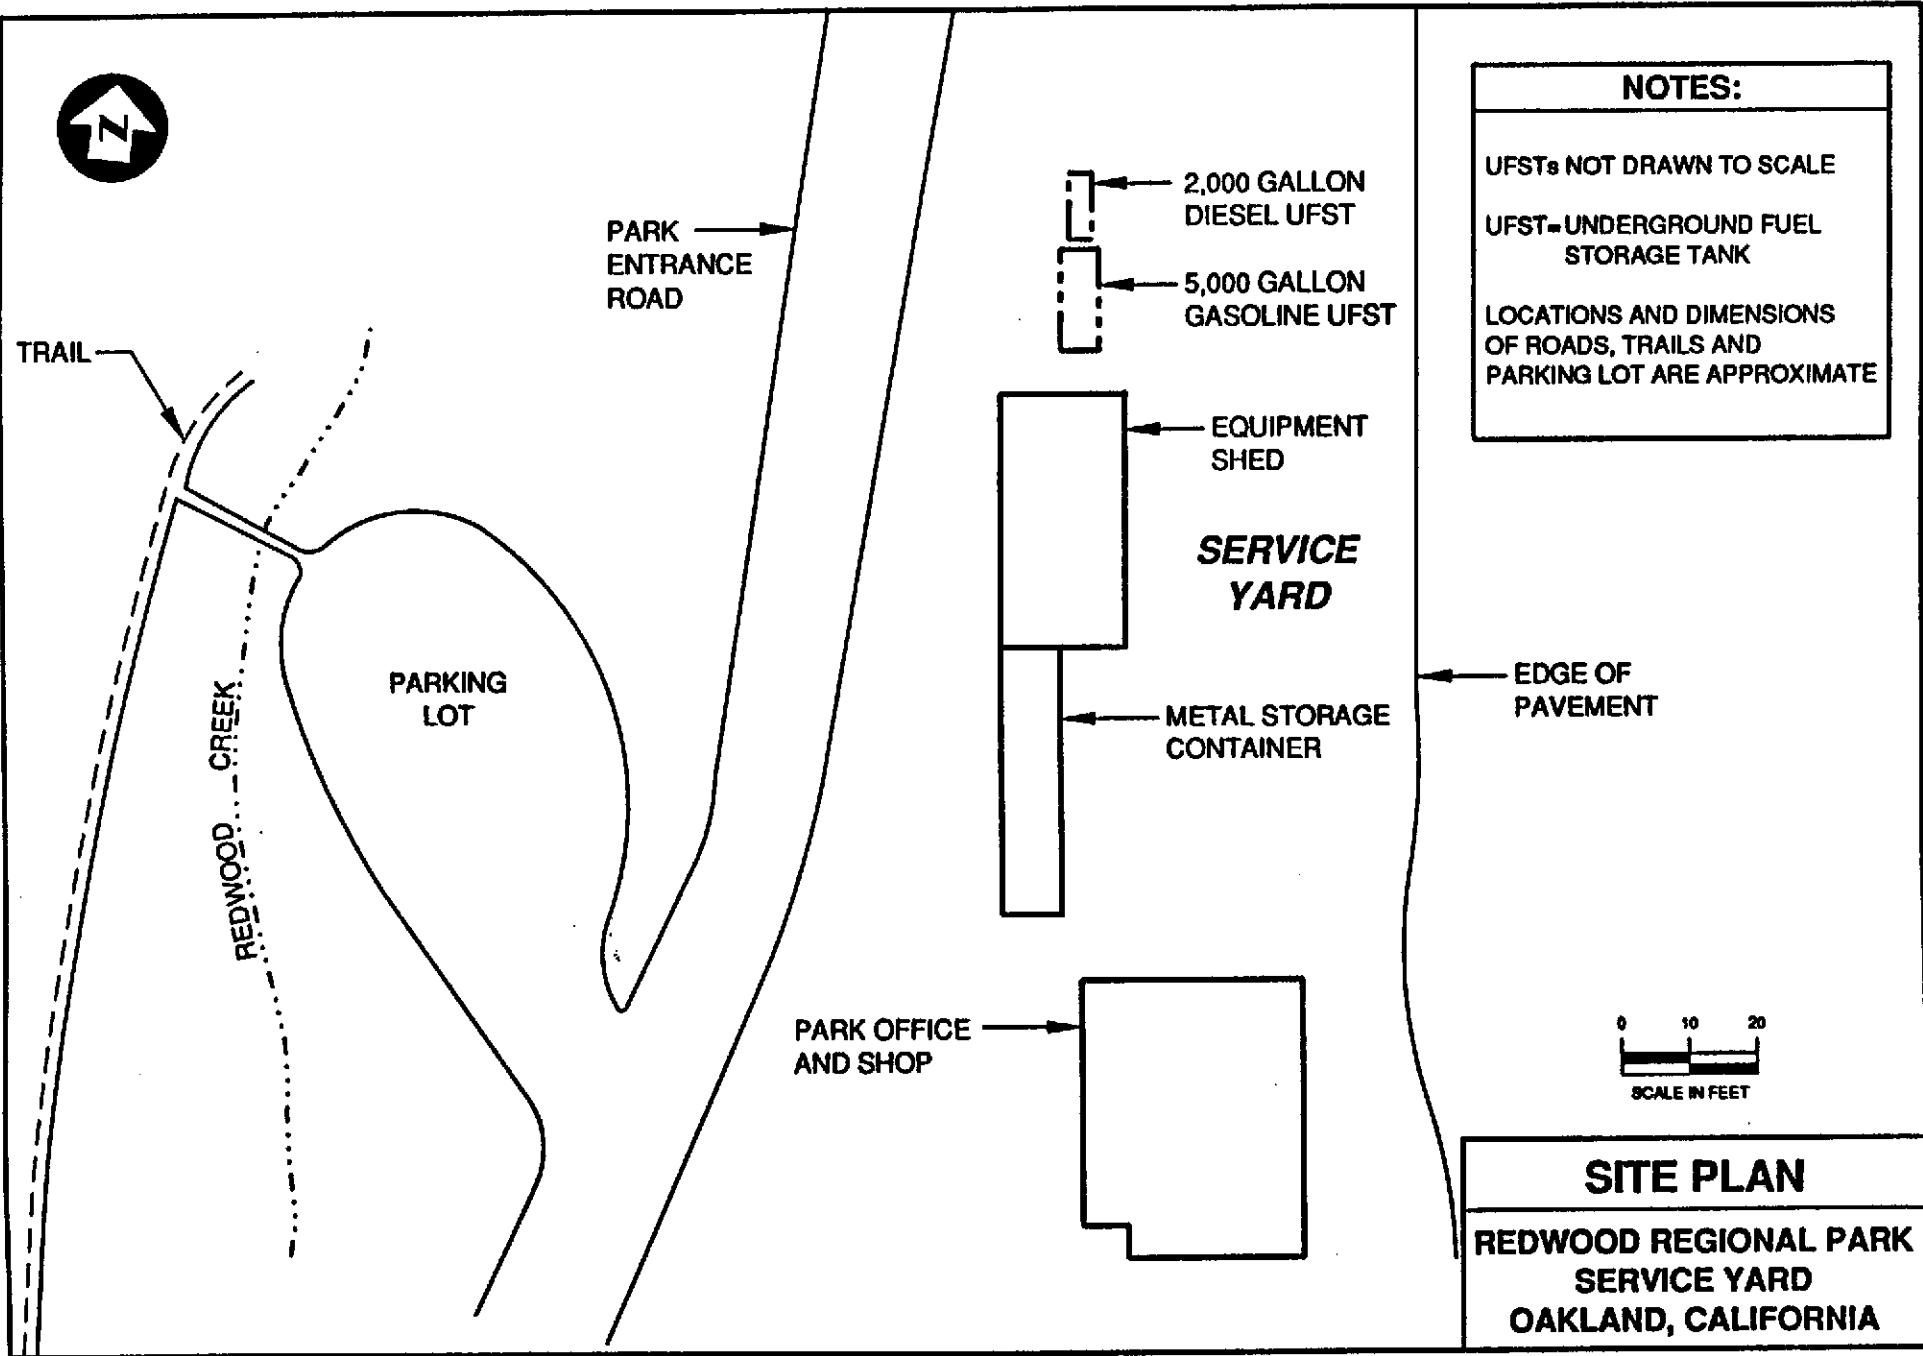 N
NOTES:
UFSTs NOT DRAWN TO SCALE
UFST=UNDERGROUND FUEL
STORAGE TANK
LOCATIONS AND DIMENSIONS
OF ROADS, TRAILS AND
PARKING LOT ARE APPROXIMATE
2,000 GALLON
DIESEL UFST
PARK
ENTRANCE
ROAD
5,000 GALLON
GASOLINE UFST
TRAIL
EQUIPMENT
SHED
SERVICE
YARD
PARKING
LOT
REDWOOD CREEK
METAL STORAGE
CONTAINER
EDGE OF
PAVEMENT
PARK OFFICE
AND SHOP
0 10 20
SCALE IN FEET
SITE PLAN
REDWOOD REGIONAL PARK
SERVICE YARD
OAKLAND, CALIFORNIA